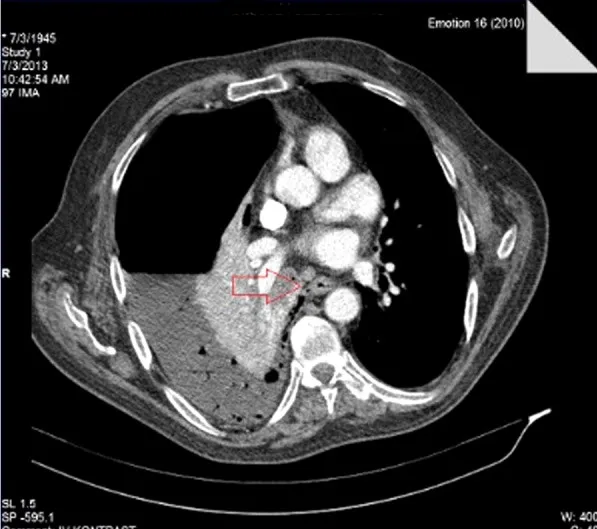 * 7/3/1945
Study 1
7/3/2013
10:42:54 AM
97 IMA
Emotion 16 (2010)
R
SL 1.5
SP -595.1
W: 400